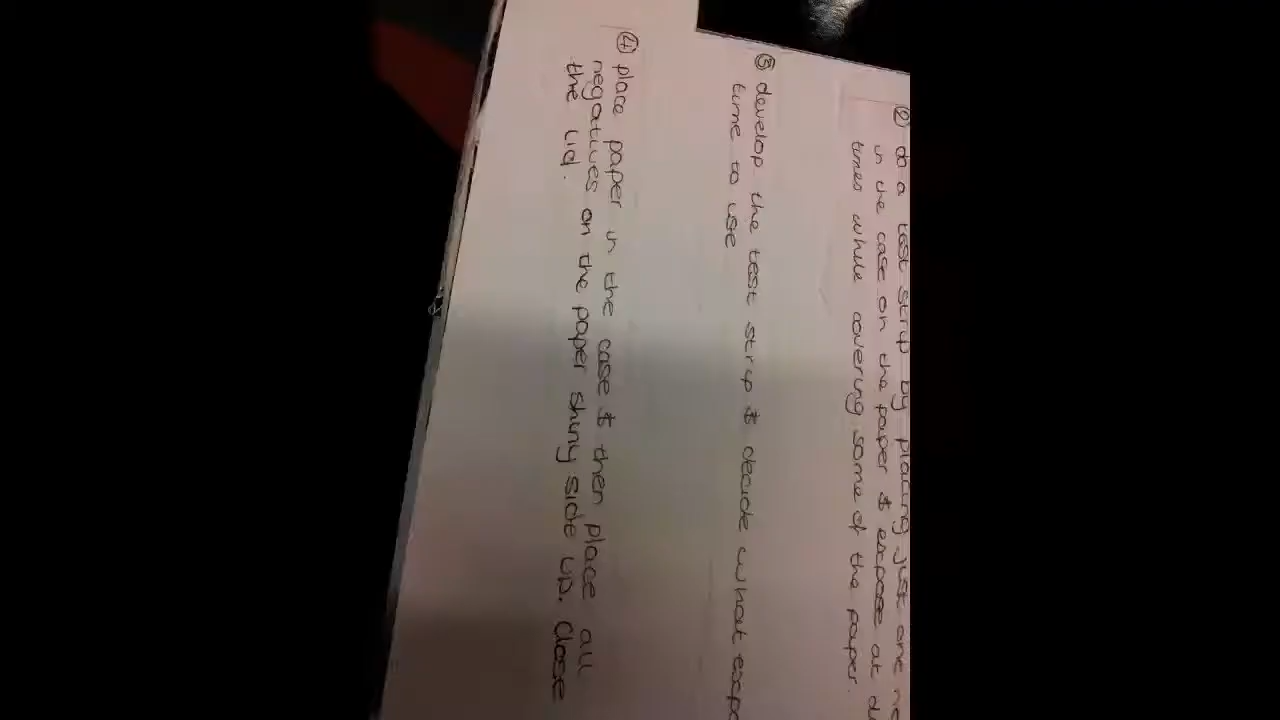 ② do a test strip by placing just one
in the case on the paper & expose at
times while covering some of the paper.
③ develop the test strip & decide what
time to use
④ place paper in the case & then place all
negatives on the paper shiny side up. Close
the lid.